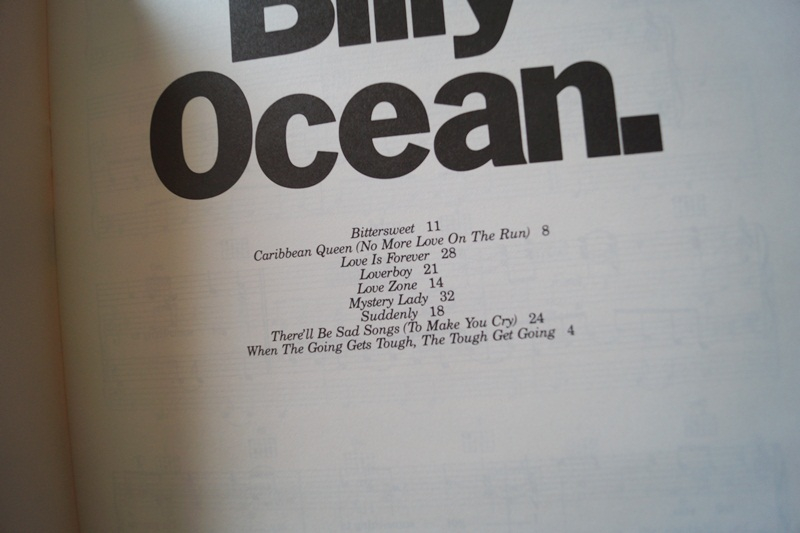 Billy
Ocean.
Bittersweet 11
Caribbean Queen (No More Love On The Run) 8
Love Is Forever 28
Loverboy 21
Love Zone 14
Mystery Lady 32
Suddenly 18
There'll Be Sad Songs (To Make You Cry) 24
When The Going Gets Tough, The Tough Get Going 4